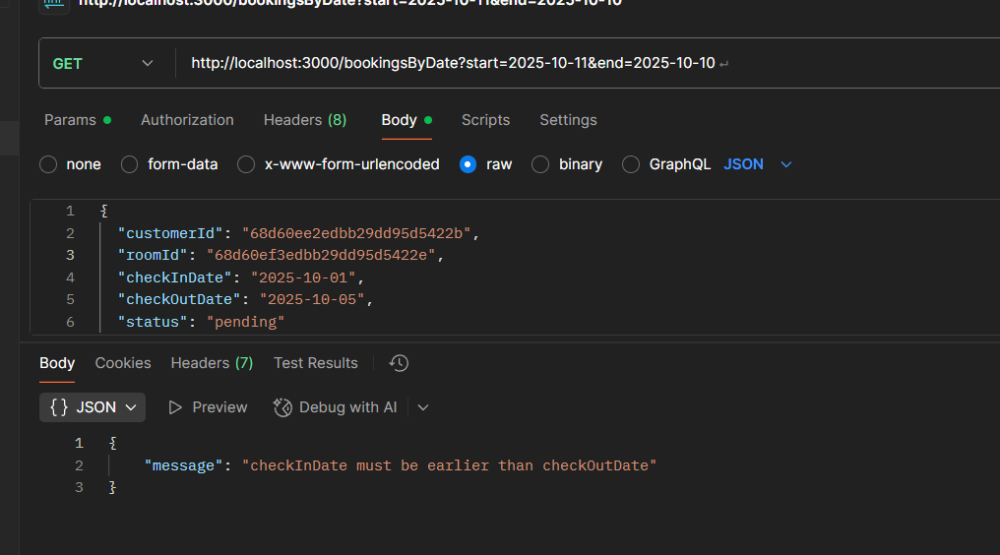 http://localhost:3000/bookingsByDate?start=2025-10-11&end=2025-10-10
GET http://localhost:3000/bookingsByDate?start=2025-10-11&end=2025-10-10
Params Authorization Headers (8) Body Scripts Settings
none form-data x-www-form-urlencoded raw binary GraphQL JSON
1 {
2 "customerId": "68d60ee2edbb29dd95d5422b",
3 "roomId": "68d60ef3edbb29dd95d5422e",
4 "checkInDate": "2025-10-01",
5 "checkOutDate": "2025-10-05",
6 "status": "pending"
Body Cookies Headers (7) Test Results
{} JSON Preview Debug with AI
1 {
2 "message": "checkInDate must be earlier than checkOutDate"
3 }